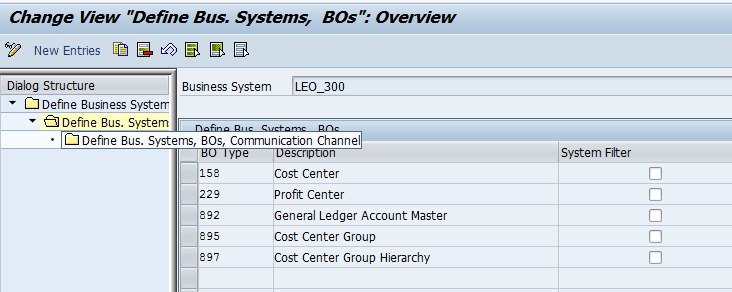 Change View "Define Bus. Systems, BOs": Overview
New Entries
Dialog Structure
Define Business System
Define Bus. System
Define Bus. Systems, BOs, Communication Channel
Business System LEO_300
Define Bus. Systems, BOs
BO Type Description System Filter
158 Cost Center
229 Profit Center
892 General Ledger Account Master
895 Cost Center Group
897 Cost Center Group Hierarchy